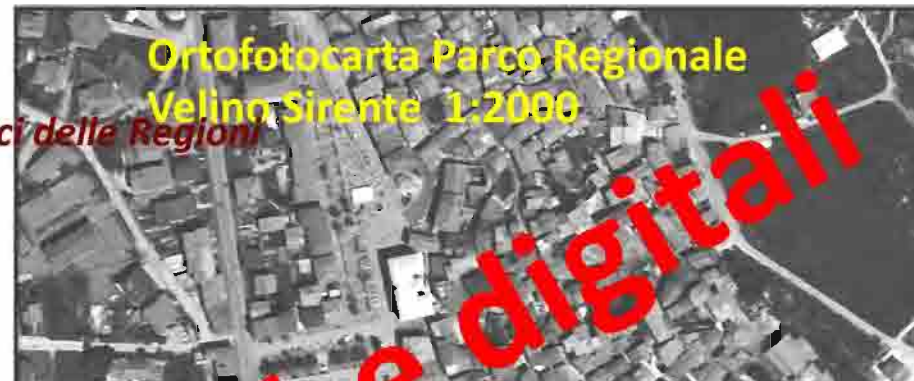 Ortofotocarta Parco Regionale
Velino Sirente 1:2000
ci delle Regioni
e digitali